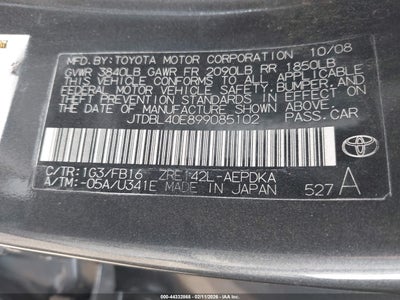 MFD. BY: TOYOTA MOTOR CORPORATION 10/08
GVWR 3840LB GAWR FR 2090LB RR 1850LB
THIS VEHICLE CONFORMS TO ALL APPLICABLE
FEDERAL MOTOR VEHICLE SAFETY, BUMPER, AND
THEFT PREVENTION STANDARDS IN EFFECT ON
THE DATE OF MANUFACTURE SHOWN ABOVE.
JTDBL40E899085102 PASS.CAR
C/TR:1G3/FB16 ZRE142L-AEPDKA
A/TM:-05A/U341E MADE IN JAPAN 527 A
TOYOTA
000-44332868 (02/11/2026) © IAA Holdings, LLC